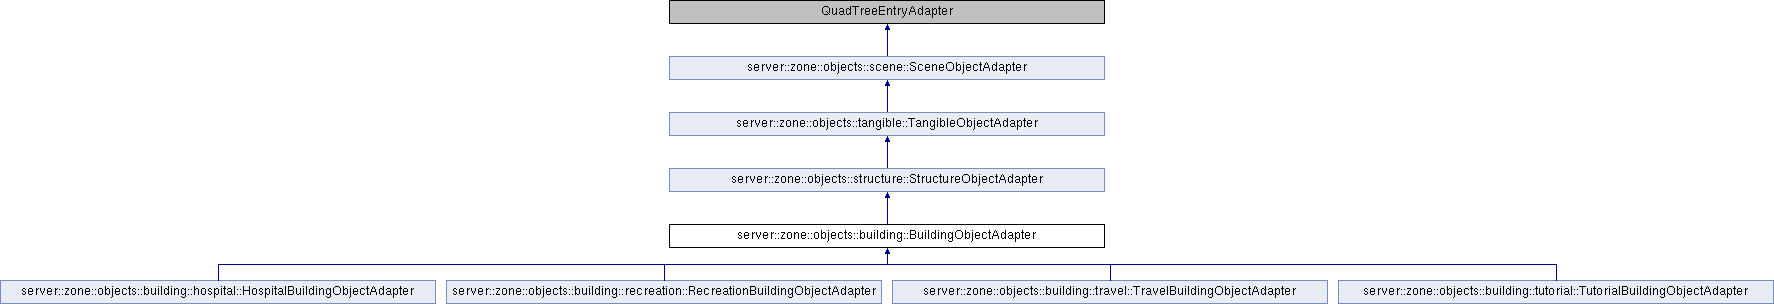 QuadTreeEntryAdapter
server::zone::objects::scene::SceneObjectAdapter
server::zone::objects::tangible::TangibleObjectAdapter
server::zone::objects::structure::StructureObjectAdapter
server::zone::objects::building::BuildingObjectAdapter
server::zone::objects::building::hospital::HospitalBuildingObjectAdapter
server::zone::objects::building::recreation::RecreationBuildingObjectAdapter
server::zone::objects::building::travel::TravelBuildingObjectAdapter
server::zone::objects::building::tutorial::TutorialBuildingObjectAdapter